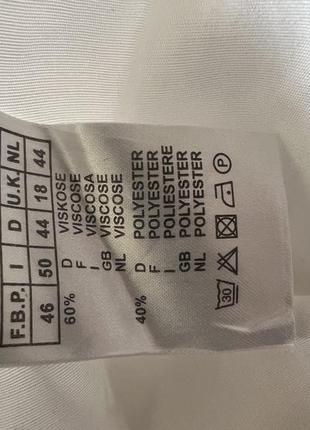 F.B.P. I D U.K. NL
46 50 44 18 44
60% D VISKOSE
F VISCOSE
I VISCOSA
GB VISCOSE
NL VISCOSE
40% D POLYESTER
F POLYESTER
I POLIESTERE
GB POLYESTER
NL POLYESTER
30 P